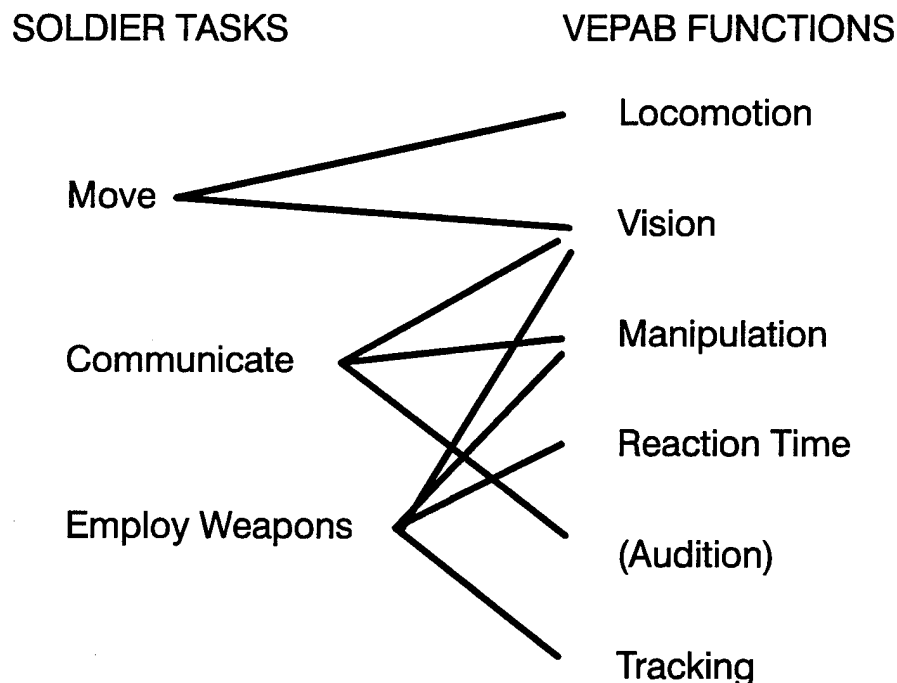 SOLDIER TASKS
VEPAB FUNCTIONS
Locomotion
Move
Vision
Manipulation
Communicate
Reaction Time
Employ Weapons
(Audition)
Tracking